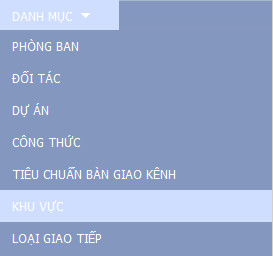 DANH MỤC
PHÒNG BAN
ĐỐI TÁC
DỰ ÁN
CÔNG THỨC
TIÊU CHUẨN BÀN GIAO KÊNH
KHU VỰC
LOẠI GIAO TIẾP